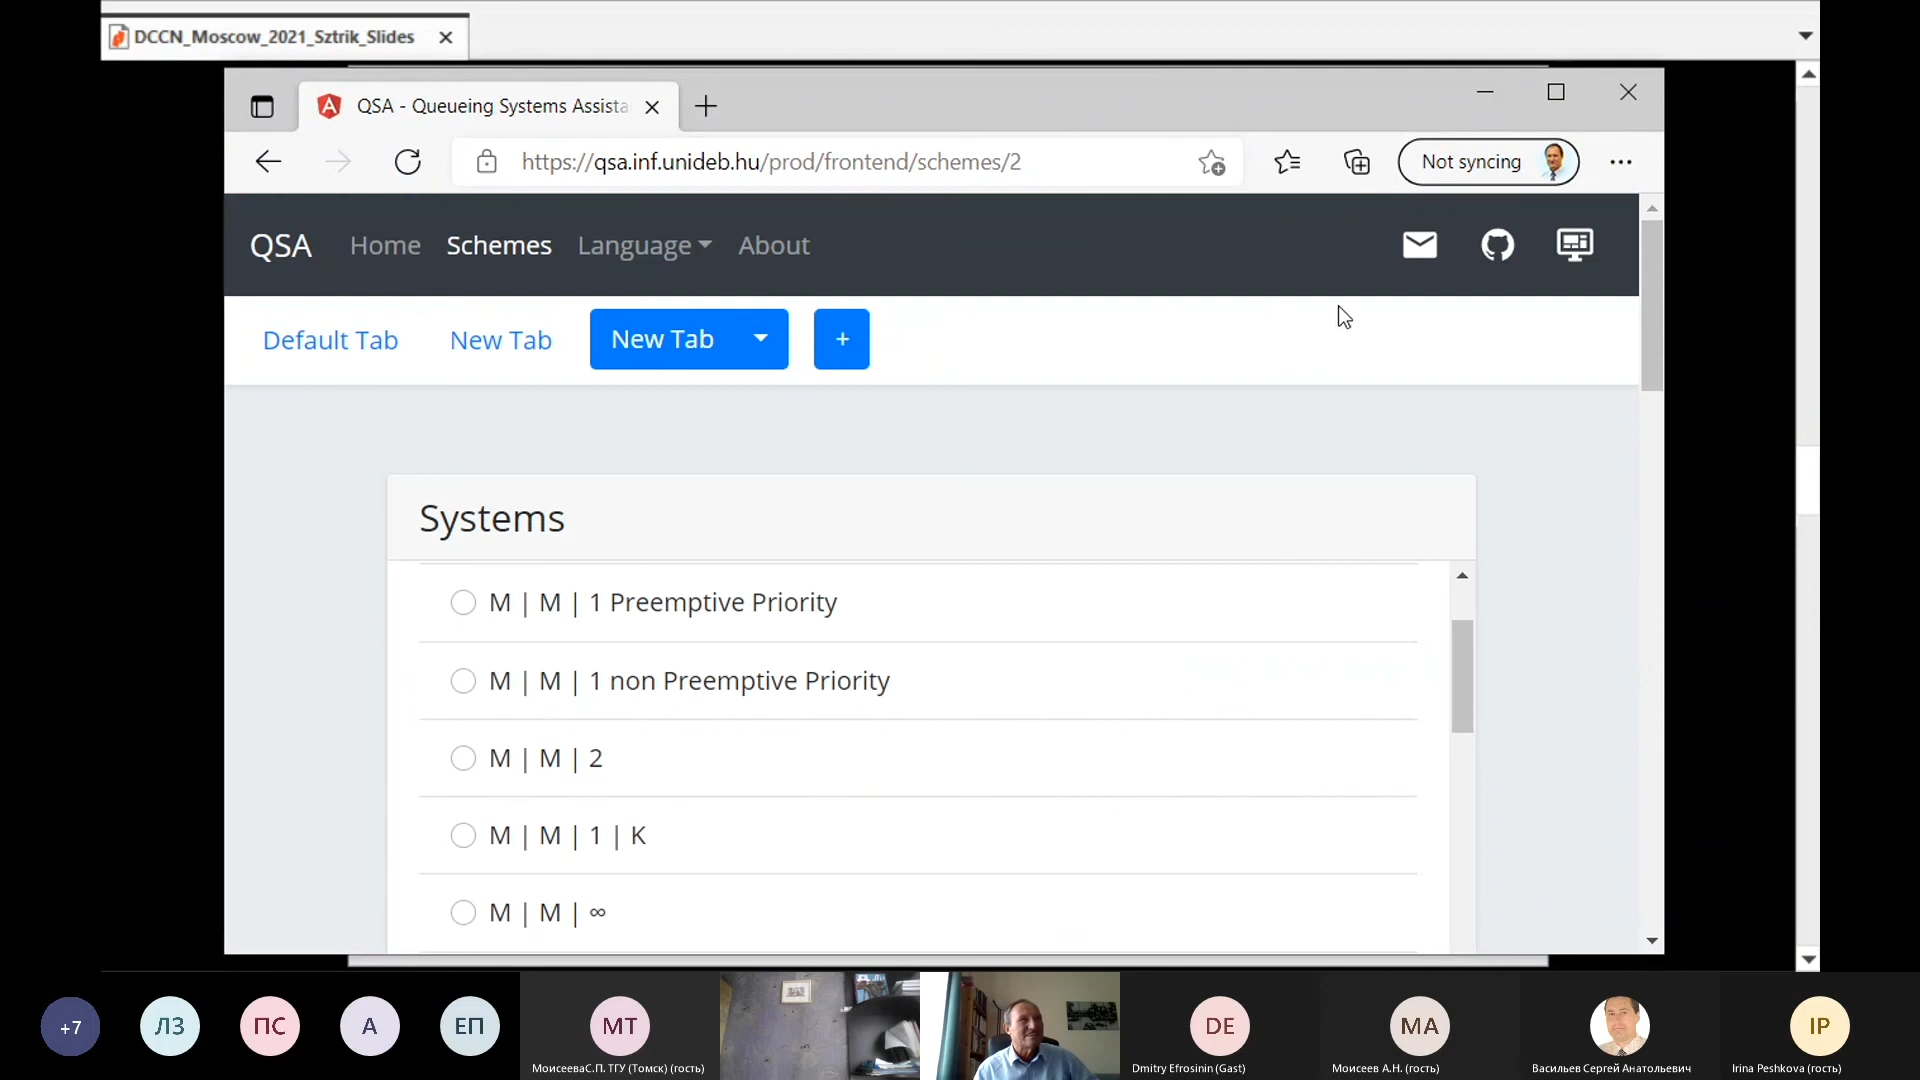 DCCN_Moscow_2021_Sztrik_Slides
QSA - Queueing Systems Assista
https://qsa.inf.unideb.hu/prod/frontend/schemes/2
Not syncing
QSA Home Schemes Language About
Default Tab New Tab New Tab +
Systems
M | M | 1 Preemptive Priority
M | M | 1 non Preemptive Priority
M | M | 2
M | M | 1 | K
M | M | ∞
+7 ЛЗ ПС А ЕП МТ DE МА IP
МоисееваС.П. ТГУ (Томск) (гость)
Dmitry Efrosinin (Gast)
Моисеев А.Н. (гость)
Васильев Сергей Анатольевич
Irina Peshkova (гость)